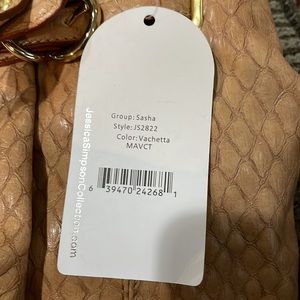 Group: Sasha
Style: JS2822
Color: Vachetta
MAVCT
6 39470 24268 1
JessicaSimpsonCollection.com